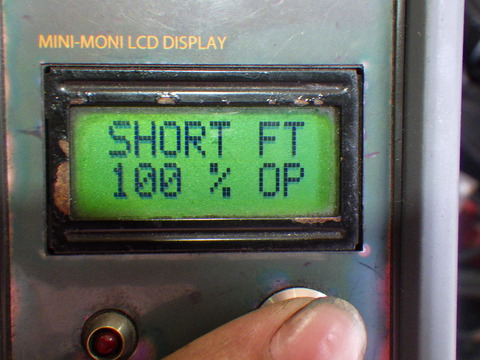 MINI-MONI LCD DISPLAY
SHORT FT
100 % OP